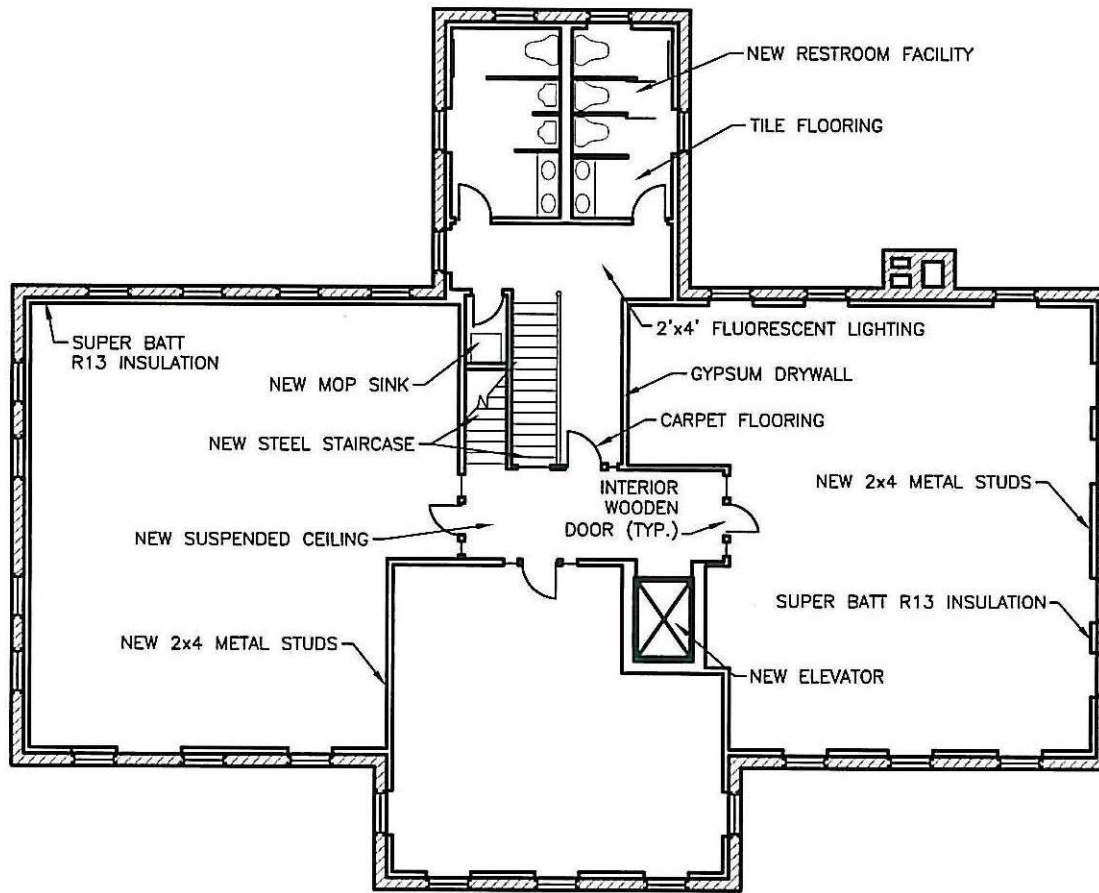 NEW RESTROOM FACILITY
TILE FLOORING
SUPER BATT
R13 INSULATION
2'x4' FLUORESCENT LIGHTING
NEW MOP SINK
GYPSUM DRYWALL
CARPET FLOORING
NEW STEEL STAIRCASE
INTERIOR
WOODEN
DOOR (TYP.)
NEW 2x4 METAL STUDS
NEW SUSPENDED CEILING
SUPER BATT R13 INSULATION
NEW 2x4 METAL STUDS
NEW ELEVATOR